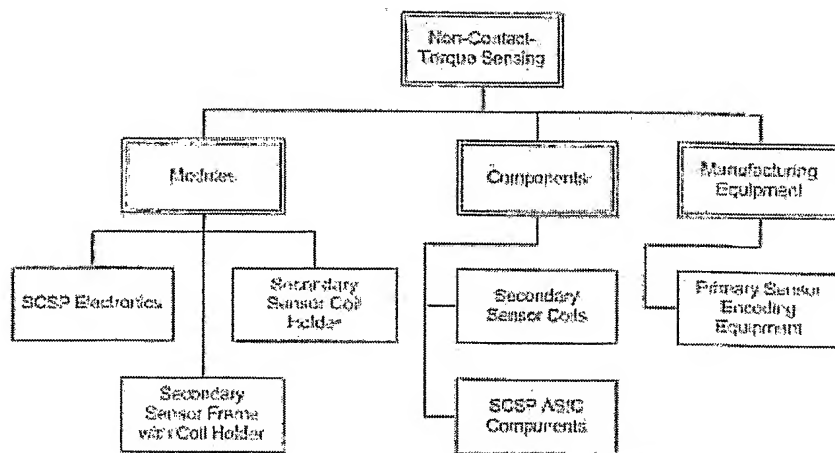 Non-Contact-
Torque Sensing
Modules
Components
Manufacturing
Equipment
SCSP Electronics
Secondary
Sensor Coil
Holder
Secondary
Sensor Coils
Primary Sensor
Encoding
Equipment
Secondary
Sensor Frame
with Coil Holder
SCSP ASIC
Components